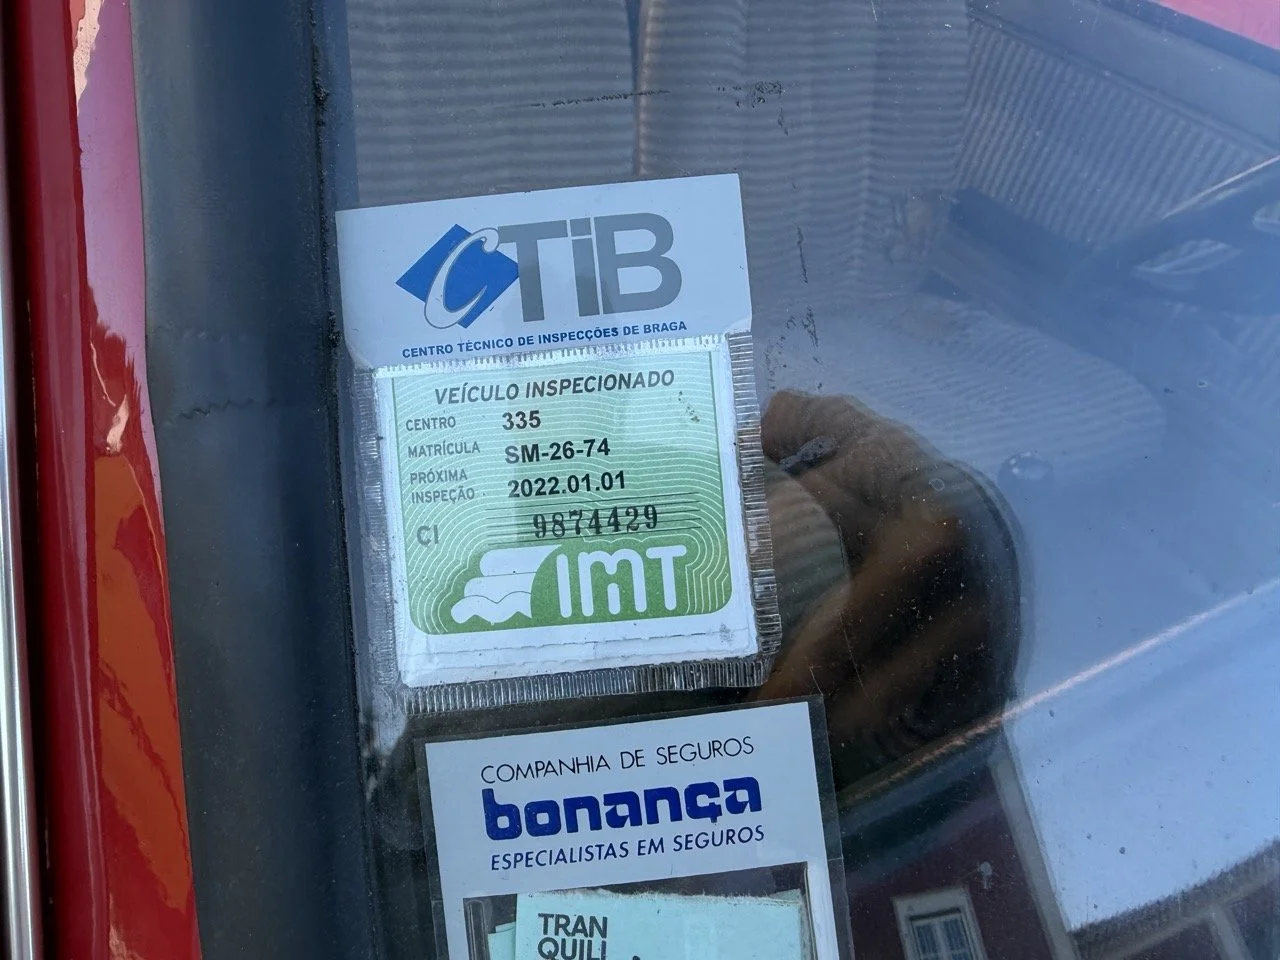 CTiB
CENTRO TÉCNICO DE INSPECÇÕES DE BRAGA
VEÍCULO INSPECIONADO
CENTRO 335
MATRÍCULA SM-26-74
PRÓXIMA
INSPEÇÃO 2022.01.01
CI 9874429
IMT
COMPANHIA DE SEGUROS
bonança
ESPECIALISTAS EM SEGUROS
TRAN
QUILI